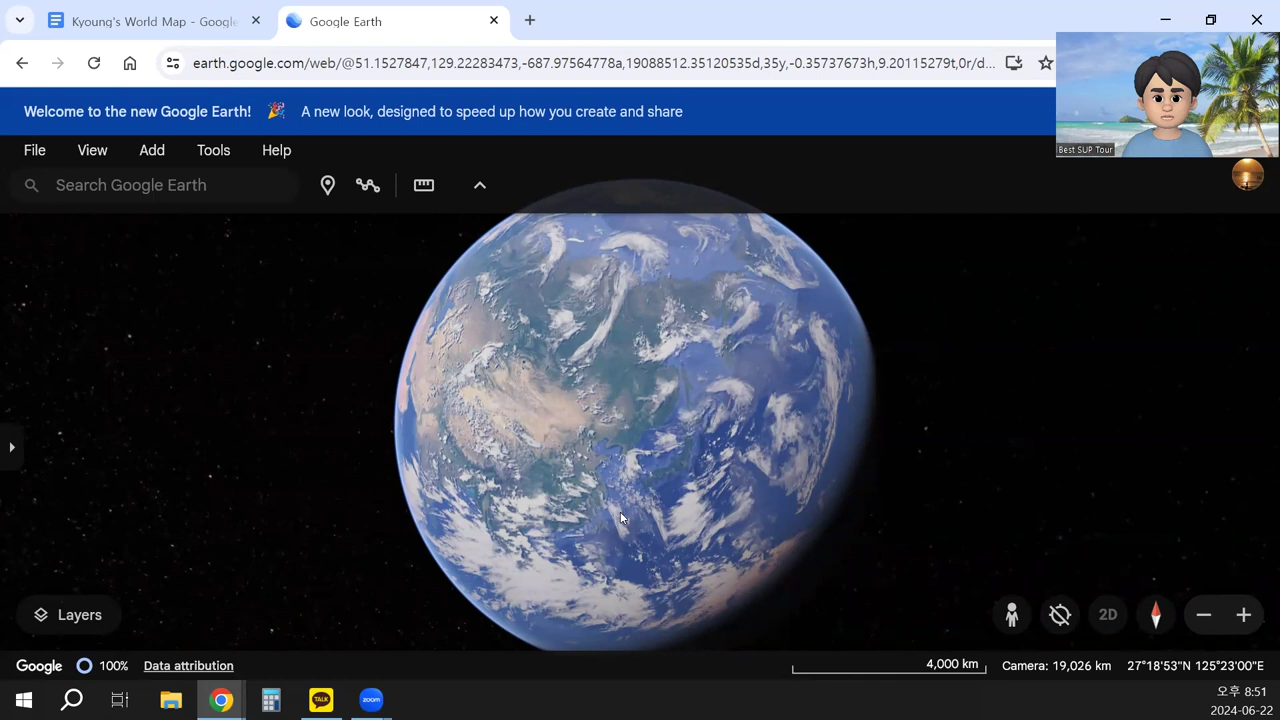 Kyoung's World Map - Google
Google Earth
earth.google.com/web/@51.1527847,129.22283473,-687.97564778a,19088512.35120535d,35y,-0.35737673h,9.20115279t,0r/d...
Welcome to the new Google Earth! 🎉 A new look, designed to speed up how you create and share
Best SUP Tour
File View Add Tools Help
Search Google Earth
Layers
2D
Google 100% Data attribution 4,000 km Camera: 19,026 km 27°18'53"N 125°23'00"E
TALK
zoom
오후 8:51
2024-06-22